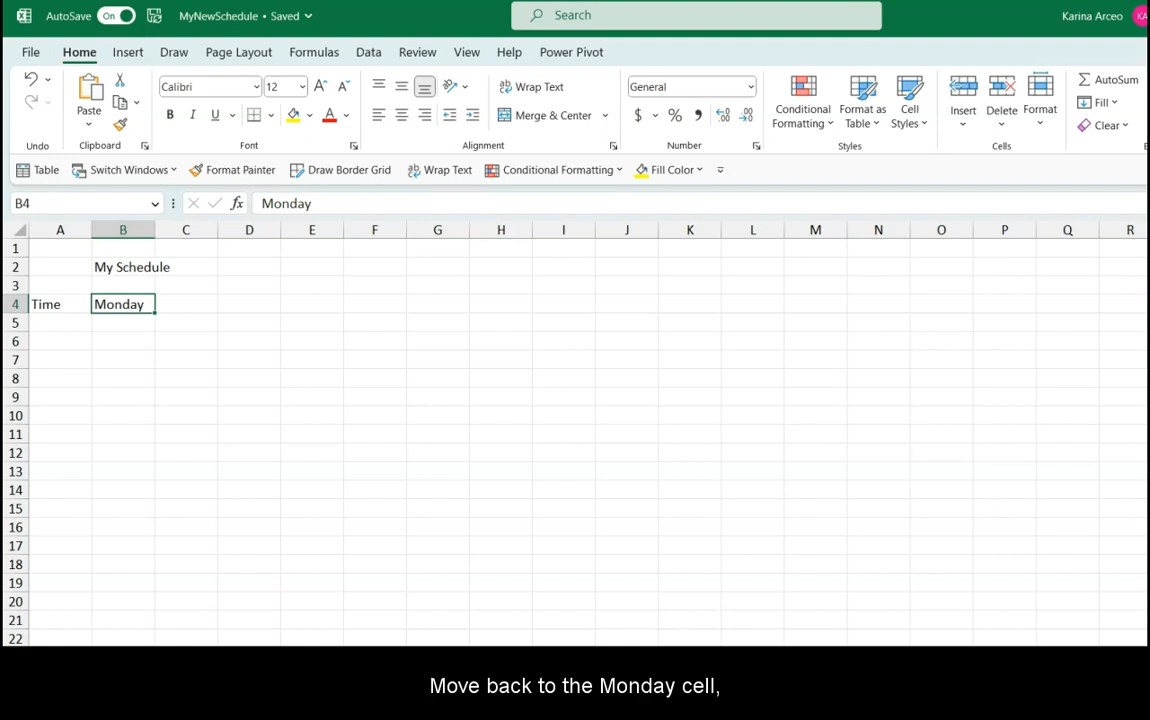 AutoSave On MyNewSchedule • Saved Search Karina Arceo KA
File Home Insert Draw Page Layout Formulas Data Review View Help Power Pivot
Paste Calibri 12 A A Wrap Text General Conditional Formatting Format as Table Cell Styles Insert Delete Format AutoSum
B I U A Merge & Center $ % Fill
Clear
Undo Clipboard Font Alignment Number Styles Cells
Table Switch Windows Format Painter Draw Border Grid Wrap Text Conditional Formatting Fill Color
B4 fx Monday
A B C D E F G H I J K L M N O P Q R
1
2 My Schedule
3
4 Time Monday
5
6
7
8
9
10
11
12
13
14
15
16
17
18
19
20
21
22
Move back to the Monday cell,